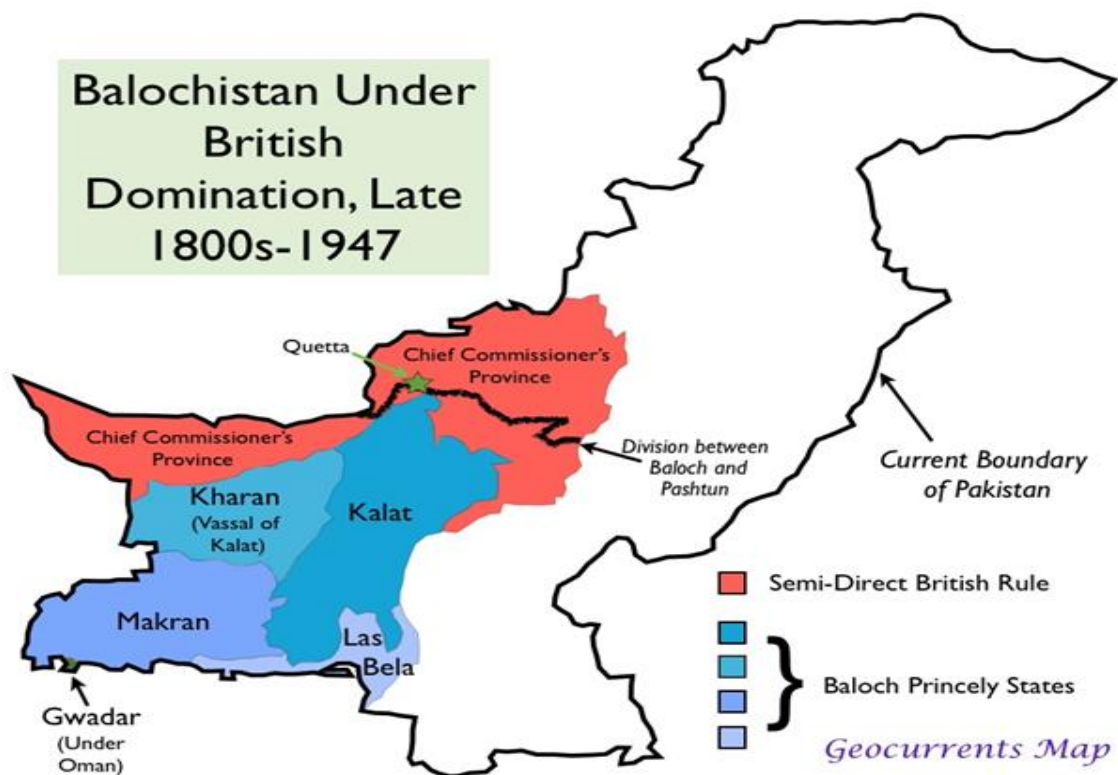 Balochistan Under
British
Domination, Late
1800s-1947
Quetta
Chief Commissioner's
Province
Chief Commissioner's
Province
Division between
Baloch and
Pashtun
Current Boundary
of Pakistan
Kharan
(Vassal of
Kalat)
Kalat
Makran
Las
Bela
Gwadar
(Under
Oman)
Semi-Direct British Rule
Baloch Princely States
Geocurrents Map